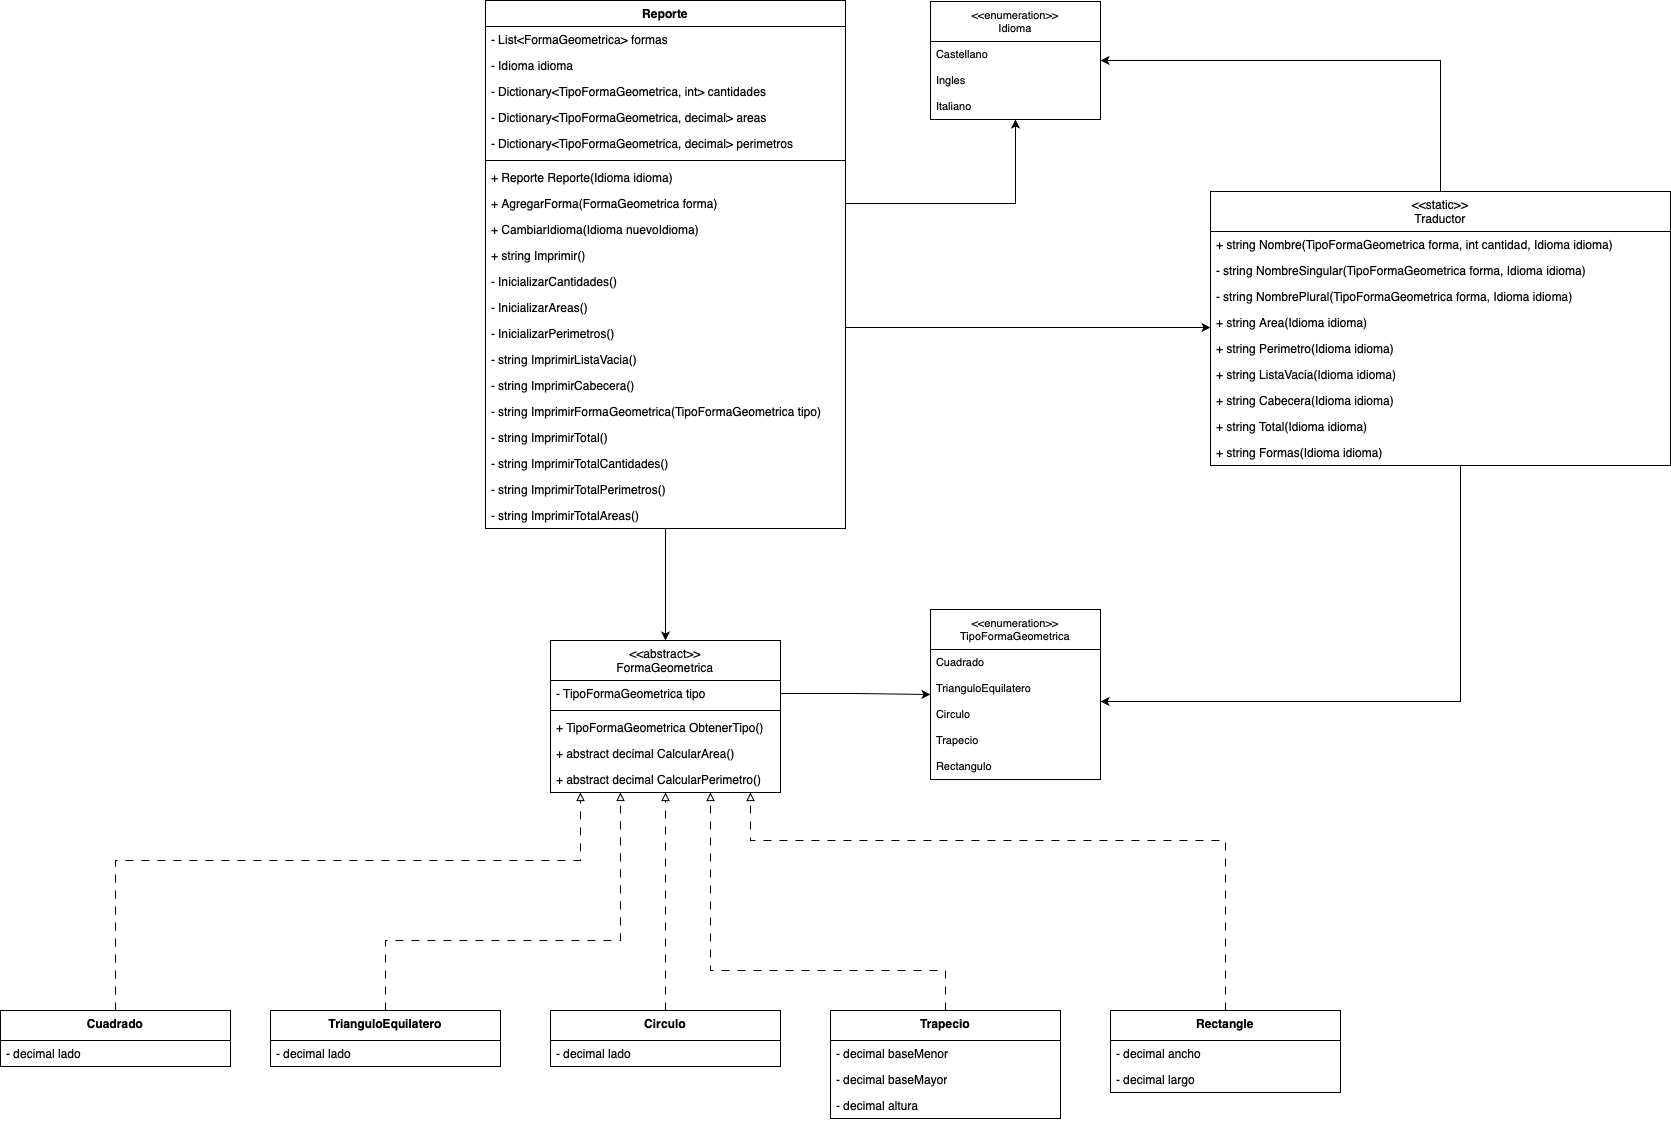 Reporte
- List<FormaGeometrica> formas
- Idioma idioma
- Dictionary<TipoFormaGeometrica, int> cantidades
- Dictionary<TipoFormaGeometrica, decimal> areas
- Dictionary<TipoFormaGeometrica, decimal> perimetros
+ Reporte Reporte(Idioma idioma)
+ AgregarForma(FormaGeometrica forma)
+ CambiarIdioma(Idioma nuevoIdioma)
+ string Imprimir()
- InicializarCantidades()
- InicializarAreas()
- InicializarPerimetros()
- string ImprimirListaVacia()
- string ImprimirCabecera()
- string ImprimirFormaGeometrica(TipoFormaGeometrica tipo)
- string ImprimirTotal()
- string ImprimirTotalCantidades()
- string ImprimirTotalPerimetros()
- string ImprimirTotalAreas()
<<enumeration>>
Idioma
Castellano
Ingles
Italiano
<<static>>
Traductor
+ string Nombre(TipoFormaGeometrica forma, int cantidad, Idioma idioma)
- string NombreSingular(TipoFormaGeometrica forma, Idioma idioma)
- string NombrePlural(TipoFormaGeometrica forma, Idioma idioma)
+ string Area(Idioma idioma)
+ string Perimetro(Idioma idioma)
+ string ListaVacia(Idioma idioma)
+ string Cabecera(Idioma idioma)
+ string Total(Idioma idioma)
+ string Formas(Idioma idioma)
<<abstract>>
FormaGeometrica
- TipoFormaGeometrica tipo
+ TipoFormaGeometrica ObtenerTipo()
+ abstract decimal CalcularArea()
+ abstract decimal CalcularPerimetro()
<<enumeration>>
TipoFormaGeometrica
Cuadrado
TrianguloEquilatero
Circulo
Trapecio
Rectangulo
Cuadrado
- decimal lado
TrianguloEquilatero
- decimal lado
Circulo
- decimal lado
Trapecio
- decimal baseMenor
- decimal baseMayor
- decimal altura
Rectangle
- decimal ancho
- decimal largo